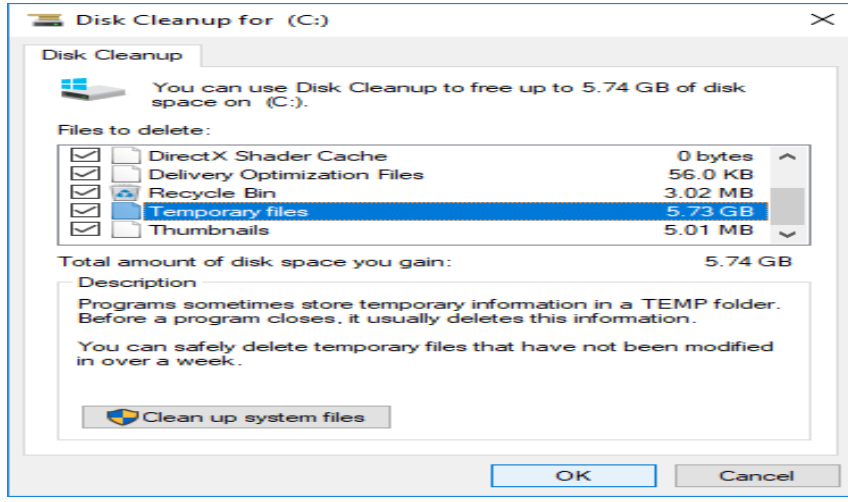 Disk Cleanup for (C:)
Disk Cleanup
You can use Disk Cleanup to free up to 5.74 GB of disk
space on (C:).
Files to delete:
DirectX Shader Cache 0 bytes
Delivery Optimization Files 56.0 KB
Recycle Bin 3.02 MB
Temporary files 5.73 GB
Thumbnails 5.01 MB
Total amount of disk space you gain: 5.74 GB
Description
Programs sometimes store temporary information in a TEMP folder.
Before a program closes, it usually deletes this information.
You can safely delete temporary files that have not been modified
in over a week.
Clean up system files
OK Cancel